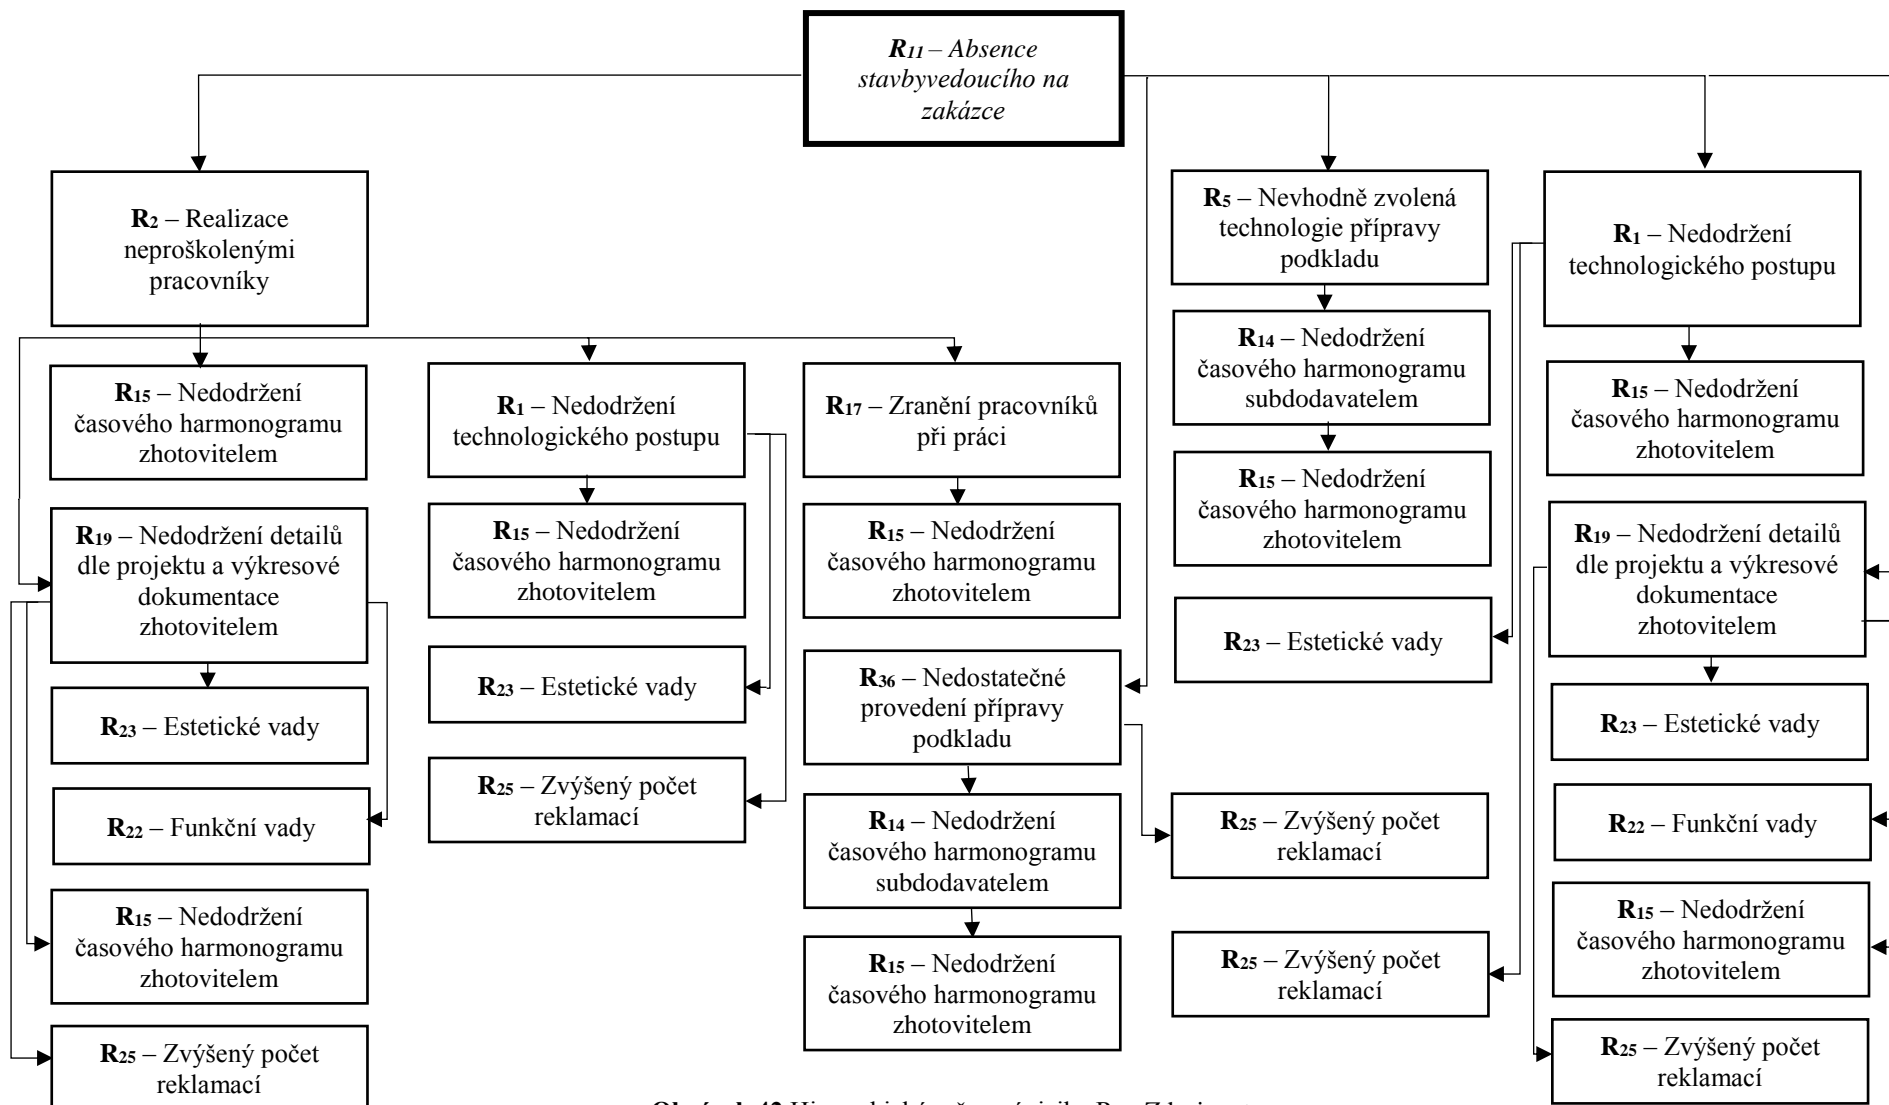 R11 – Absence
stavbyvedoucího na
zakázce
R2 – Realizace
neproškolenými
pracovníky
R5 – Nevhodně zvolená
technologie přípravy
podkladu
R1 – Nedodržení
technologického postupu
R14 – Nedodržení
časového harmonogramu
subdodavatelem
R15 – Nedodržení
časového harmonogramu
zhotovitelem
R1 – Nedodržení
technologického postupu
R17 – Zranění pracovníků
při práci
R15 – Nedodržení
časového harmonogramu
zhotovitelem
R15 – Nedodržení
časového harmonogramu
zhotovitelem
R19 – Nedodržení detailů
dle projektu a výkresové
dokumentace
zhotovitelem
R15 – Nedodržení
časového harmonogramu
zhotovitelem
R15 – Nedodržení
časového harmonogramu
zhotovitelem
R19 – Nedodržení detailů
dle projektu a výkresové
dokumentace
zhotovitelem
R23 – Estetické vady
R23 – Estetické vady
R36 – Nedostatečné
provedení přípravy
podkladu
R23 – Estetické vady
R23 – Estetické vady
R25 – Zvýšený počet
reklamací
R22 – Funkční vady
R14 – Nedodržení
časového harmonogramu
subdodavatelem
R25 – Zvýšený počet
reklamací
R22 – Funkční vady
R15 – Nedodržení
časového harmonogramu
zhotovitelem
R15 – Nedodržení
časového harmonogramu
zhotovitelem
R25 – Zvýšený počet
reklamací
R15 – Nedodržení
časového harmonogramu
zhotovitelem
R25 – Zvýšený počet
reklamací
R25 – Zvýšený počet
reklamací